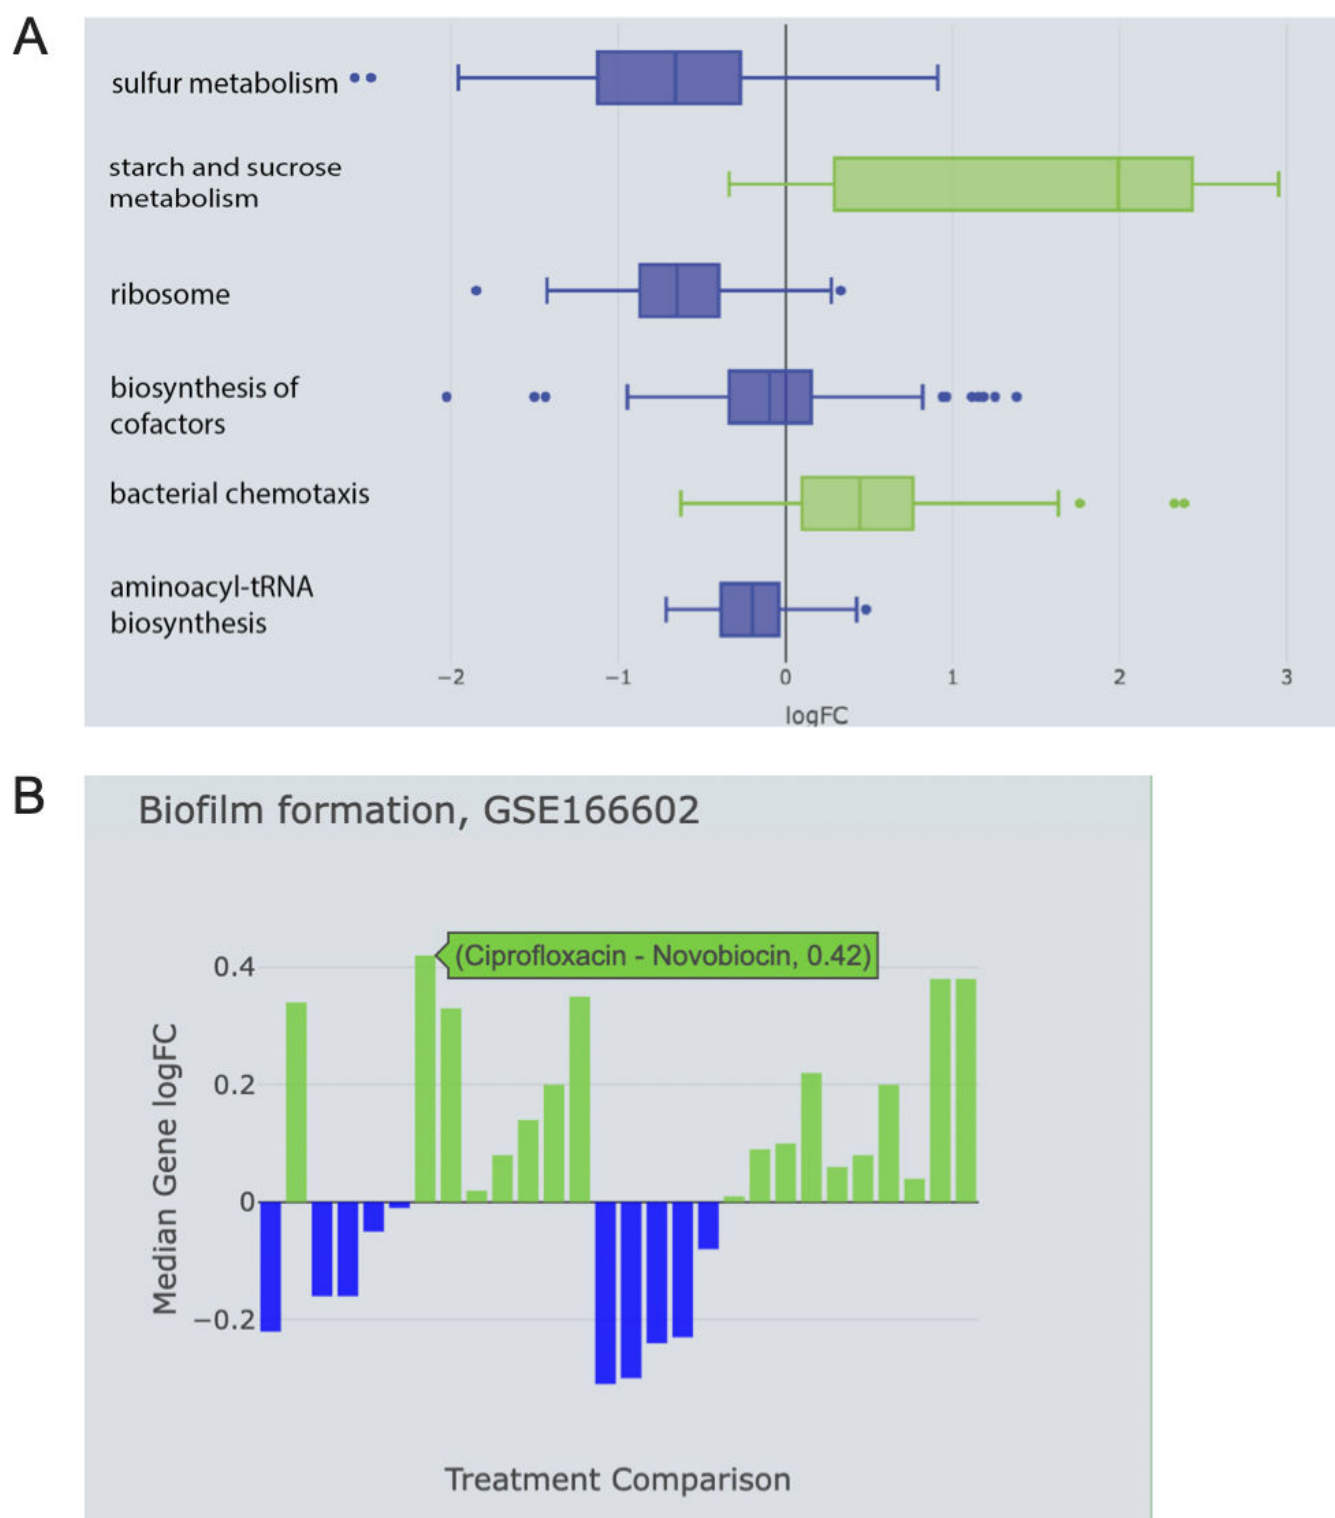 A
sulfur metabolism
starch and sucrose
metabolism
ribosome
biosynthesis of
cofactors
bacterial chemotaxis
aminoacyl-tRNA
biosynthesis
−2 −1 0 1 2 3
logFC
B
Biofilm formation, GSE166602
(Ciprofloxacin - Novobiocin, 0.42)
0.4
0.2
0
−0.2
Median Gene logFC
Treatment Comparison